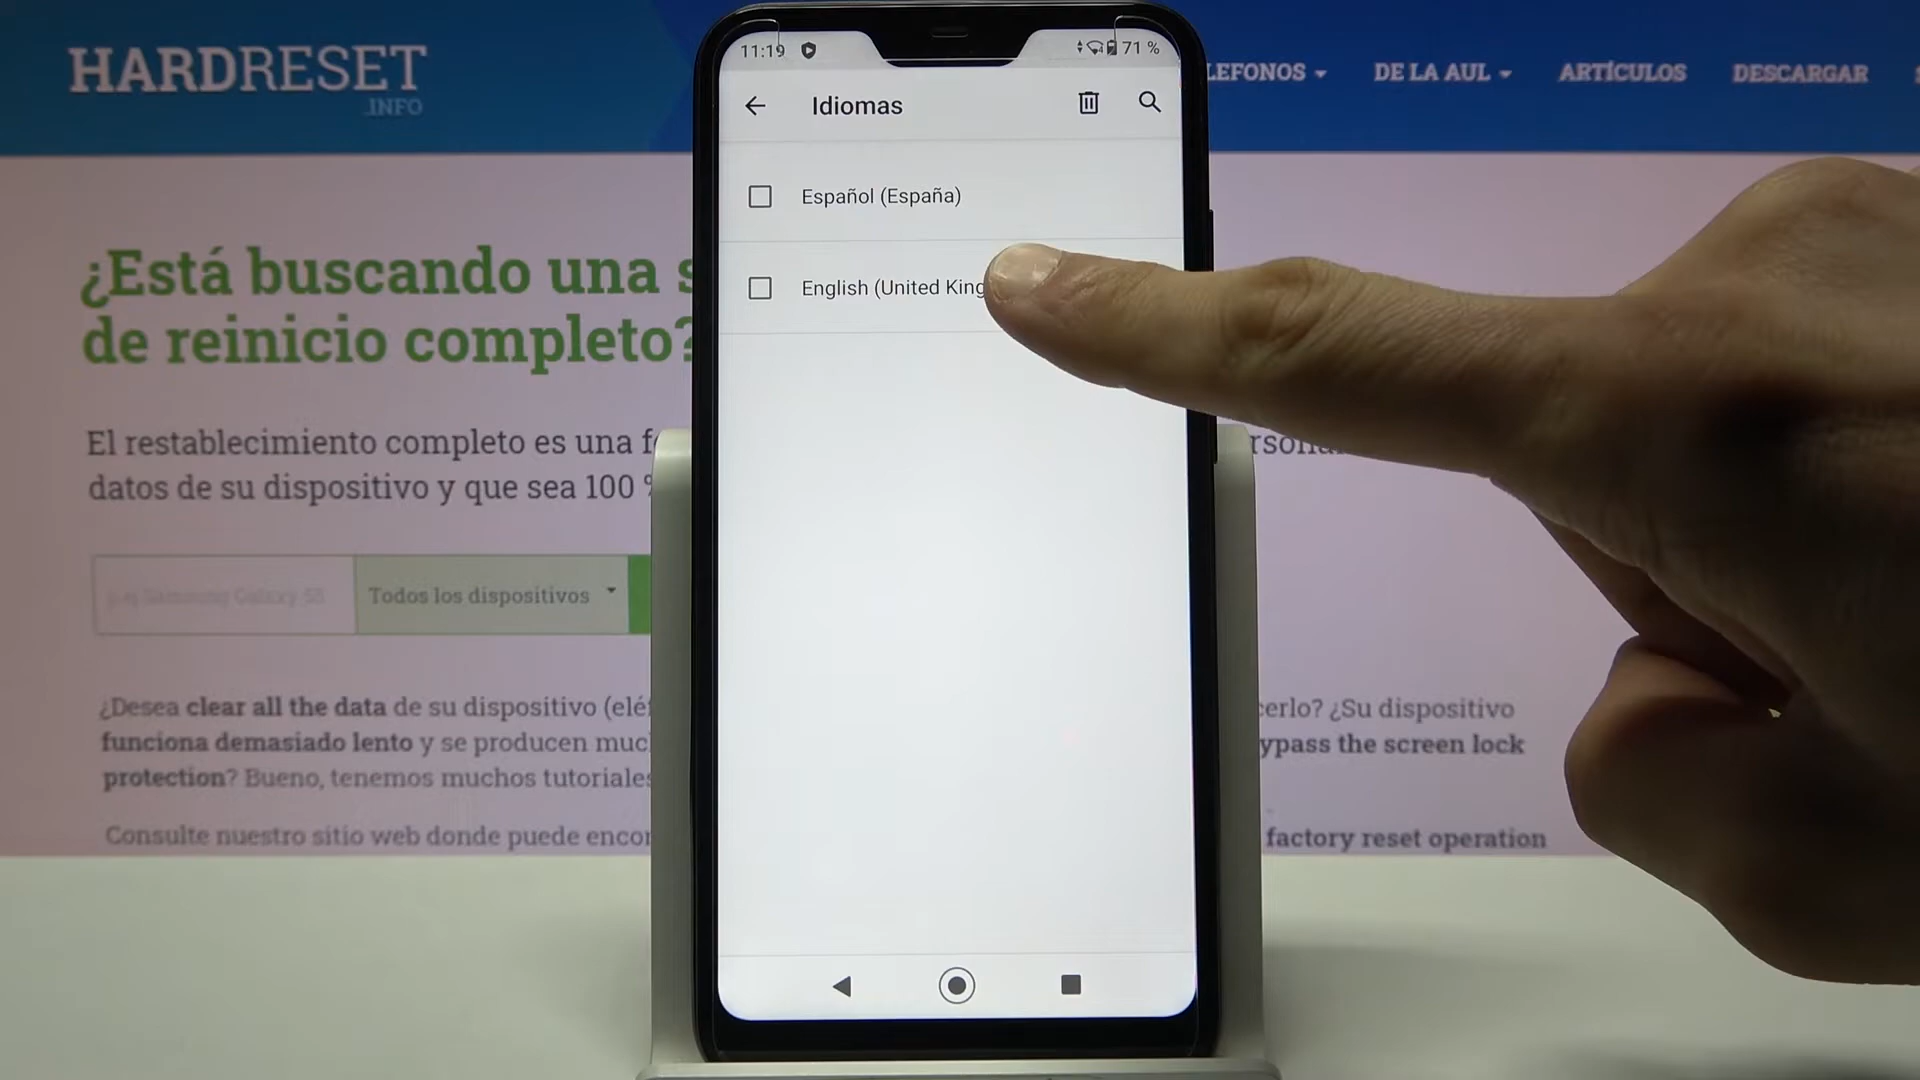 HARDRESET
.INFO
LEFONOS
DE LA AUL
ARTÍCULOS
DESCARGAR
11:19
71 %
Idiomas
Español (España)
English (United King
¿Está buscando una s
de reinicio completo?
El restablecimiento completo es una f
datos de su dispositivo y que sea 100 %
e.g Samsung Galaxy S8
Todos los dispositivos
¿Desea clear all the data de su dispositivo (elé
cerlo? ¿Su dispositivo
funciona demasiado lento y se producen muc
ypass the screen lock
protection? Bueno, tenemos muchos tutoriales
Consulte nuestro sitio web donde puede encon
factory reset operation